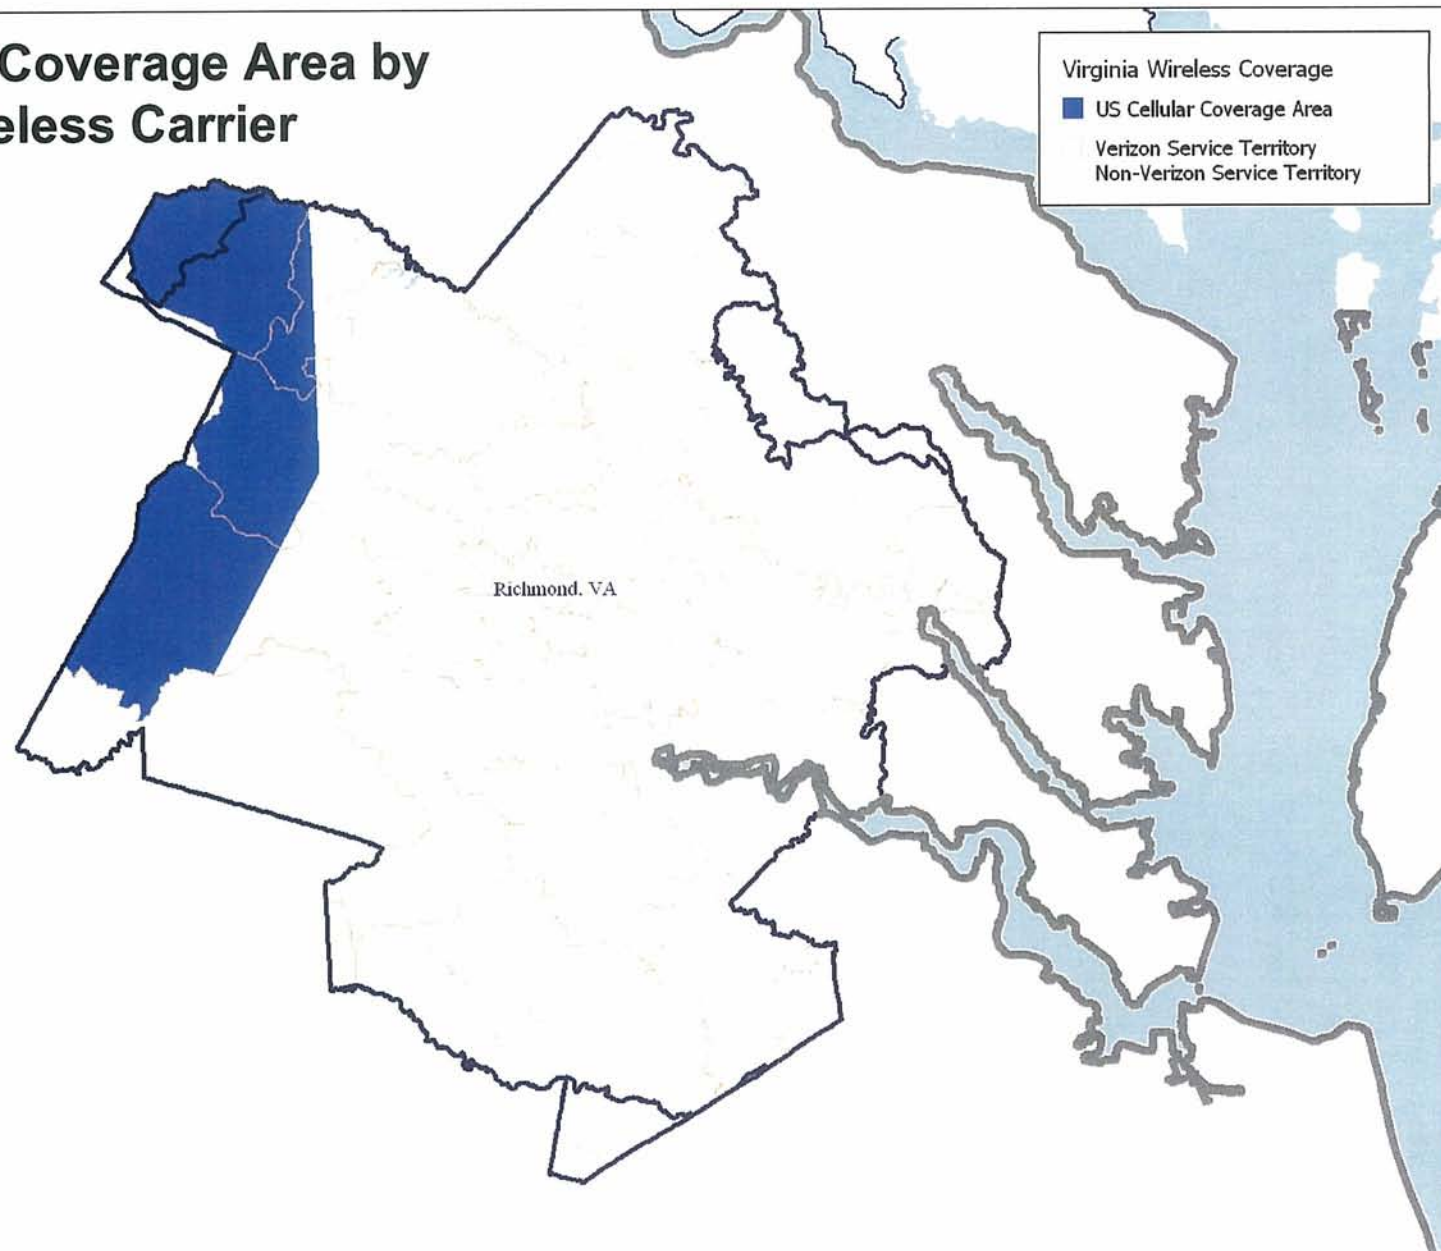 Coverage Area by
eless Carrier
Virginia Wireless Coverage
US Cellular Coverage Area
Verizon Service Territory
Non-Verizon Service Territory
Richmond, VA